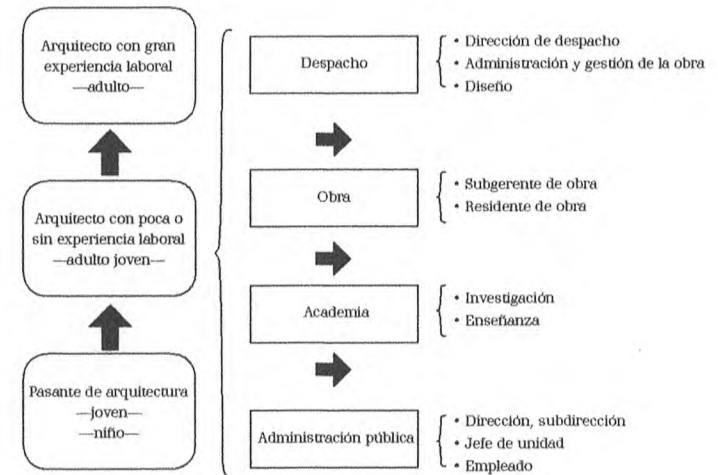 Arquitecto con gran
experiencia laboral
—adulto—
Arquitecto con poca o
sin experiencia laboral
—adulto joven—
Pasante de arquitectura
—joven—
—niño—
Despacho
• Dirección de despacho
• Administración y gestión de la obra
• Diseño
Obra
• Subgerente de obra
• Residente de obra
Academia
• Investigación
• Enseñanza
Administración pública
• Dirección, subdirección
• Jefe de unidad
• Empleado